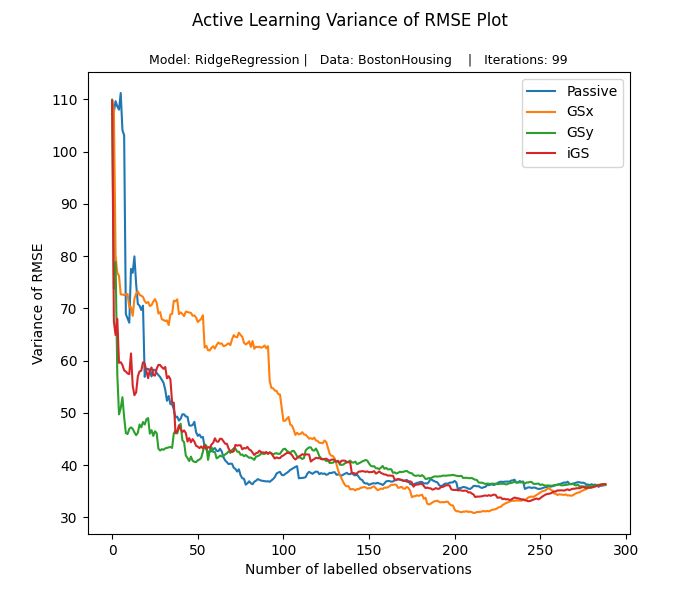 Active Learning Variance of RMSE Plot
Model: RidgeRegression |   Data: BostonHousing    |   Iterations: 99
Passive
GSx
GSy
iGS
110
100
90
80
70
60
50
40
30
Variance of RMSE
0 50 100 150 200 250 300
Number of labelled observations